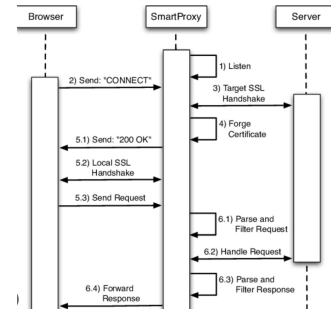 Browser
SmartProxy
Server
1) Listen
2) Send: "CONNECT"
3) Target SSL
Handshake
4) Forge
Certificate
5.1) Send: "200 OK"
5.2) Local SSL
Handshake
5.3) Send Request
6.1) Parse and
Filter Request
6.2) Handle Request
6.3) Parse and
Filter Response
6.4) Forward
Response
)